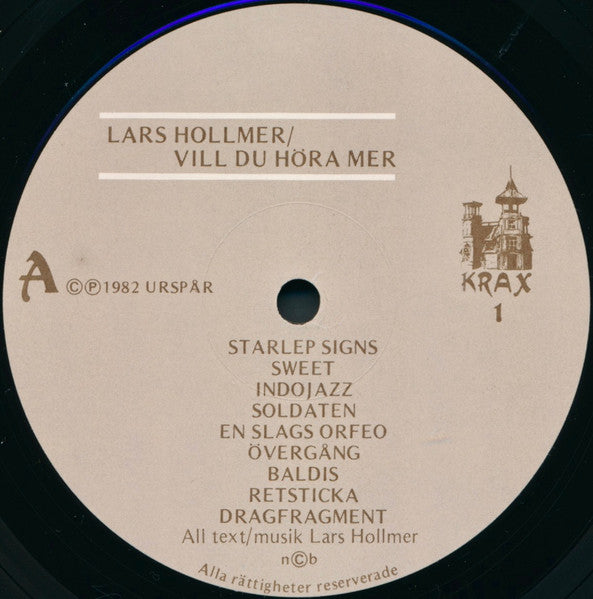 LARS HOLLMER/
VILL DU HÖRA MER
A ©℗1982 URSPÅR
KRAX
1
STARLEP SIGNS
SWEET
INDOJAZZ
SOLDATEN
EN SLAGS ORFEO
ÖVERGÅNG
BALDIS
RETSTICKA
DRAGFRAGMENT
All text/musik Lars Hollmer
n©b
Alla rättigheter reserverade